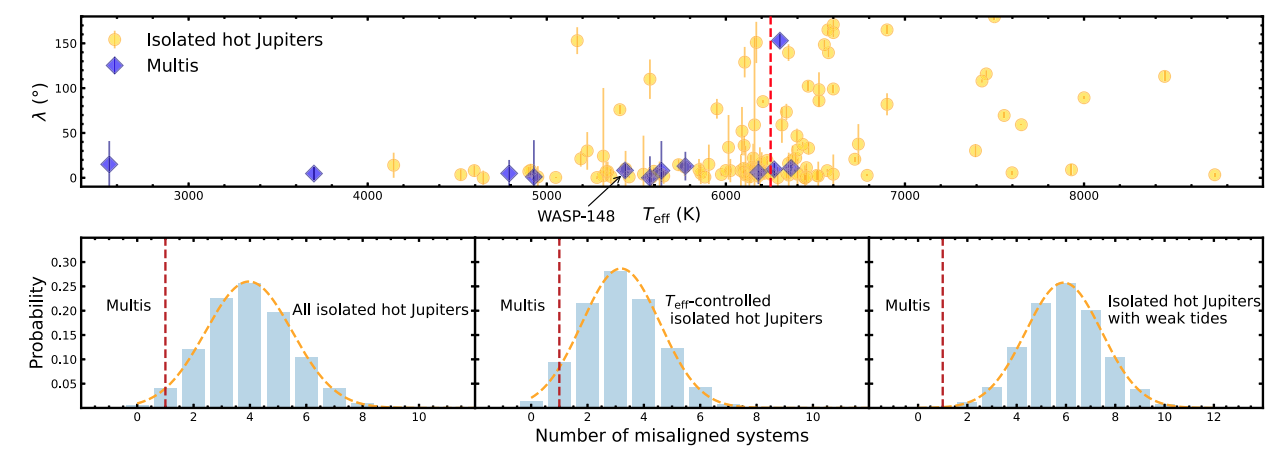 150
100
50
0
λ (°)
Isolated hot Jupiters
Multis
3000 4000 5000 6000 7000 8000
WASP-148
T_eff (K)
0.30
0.25
0.20
0.15
0.10
0.05
Probability
Multis
All isolated hot Jupiters
0 2 4 6 8 10
Multis
T_eff-controlled
isolated hot Jupiters
0 2 4 6 8 10
Multis
Isolated hot Jupiters
with weak tides
0 2 4 6 8 10 12
Number of misaligned systems